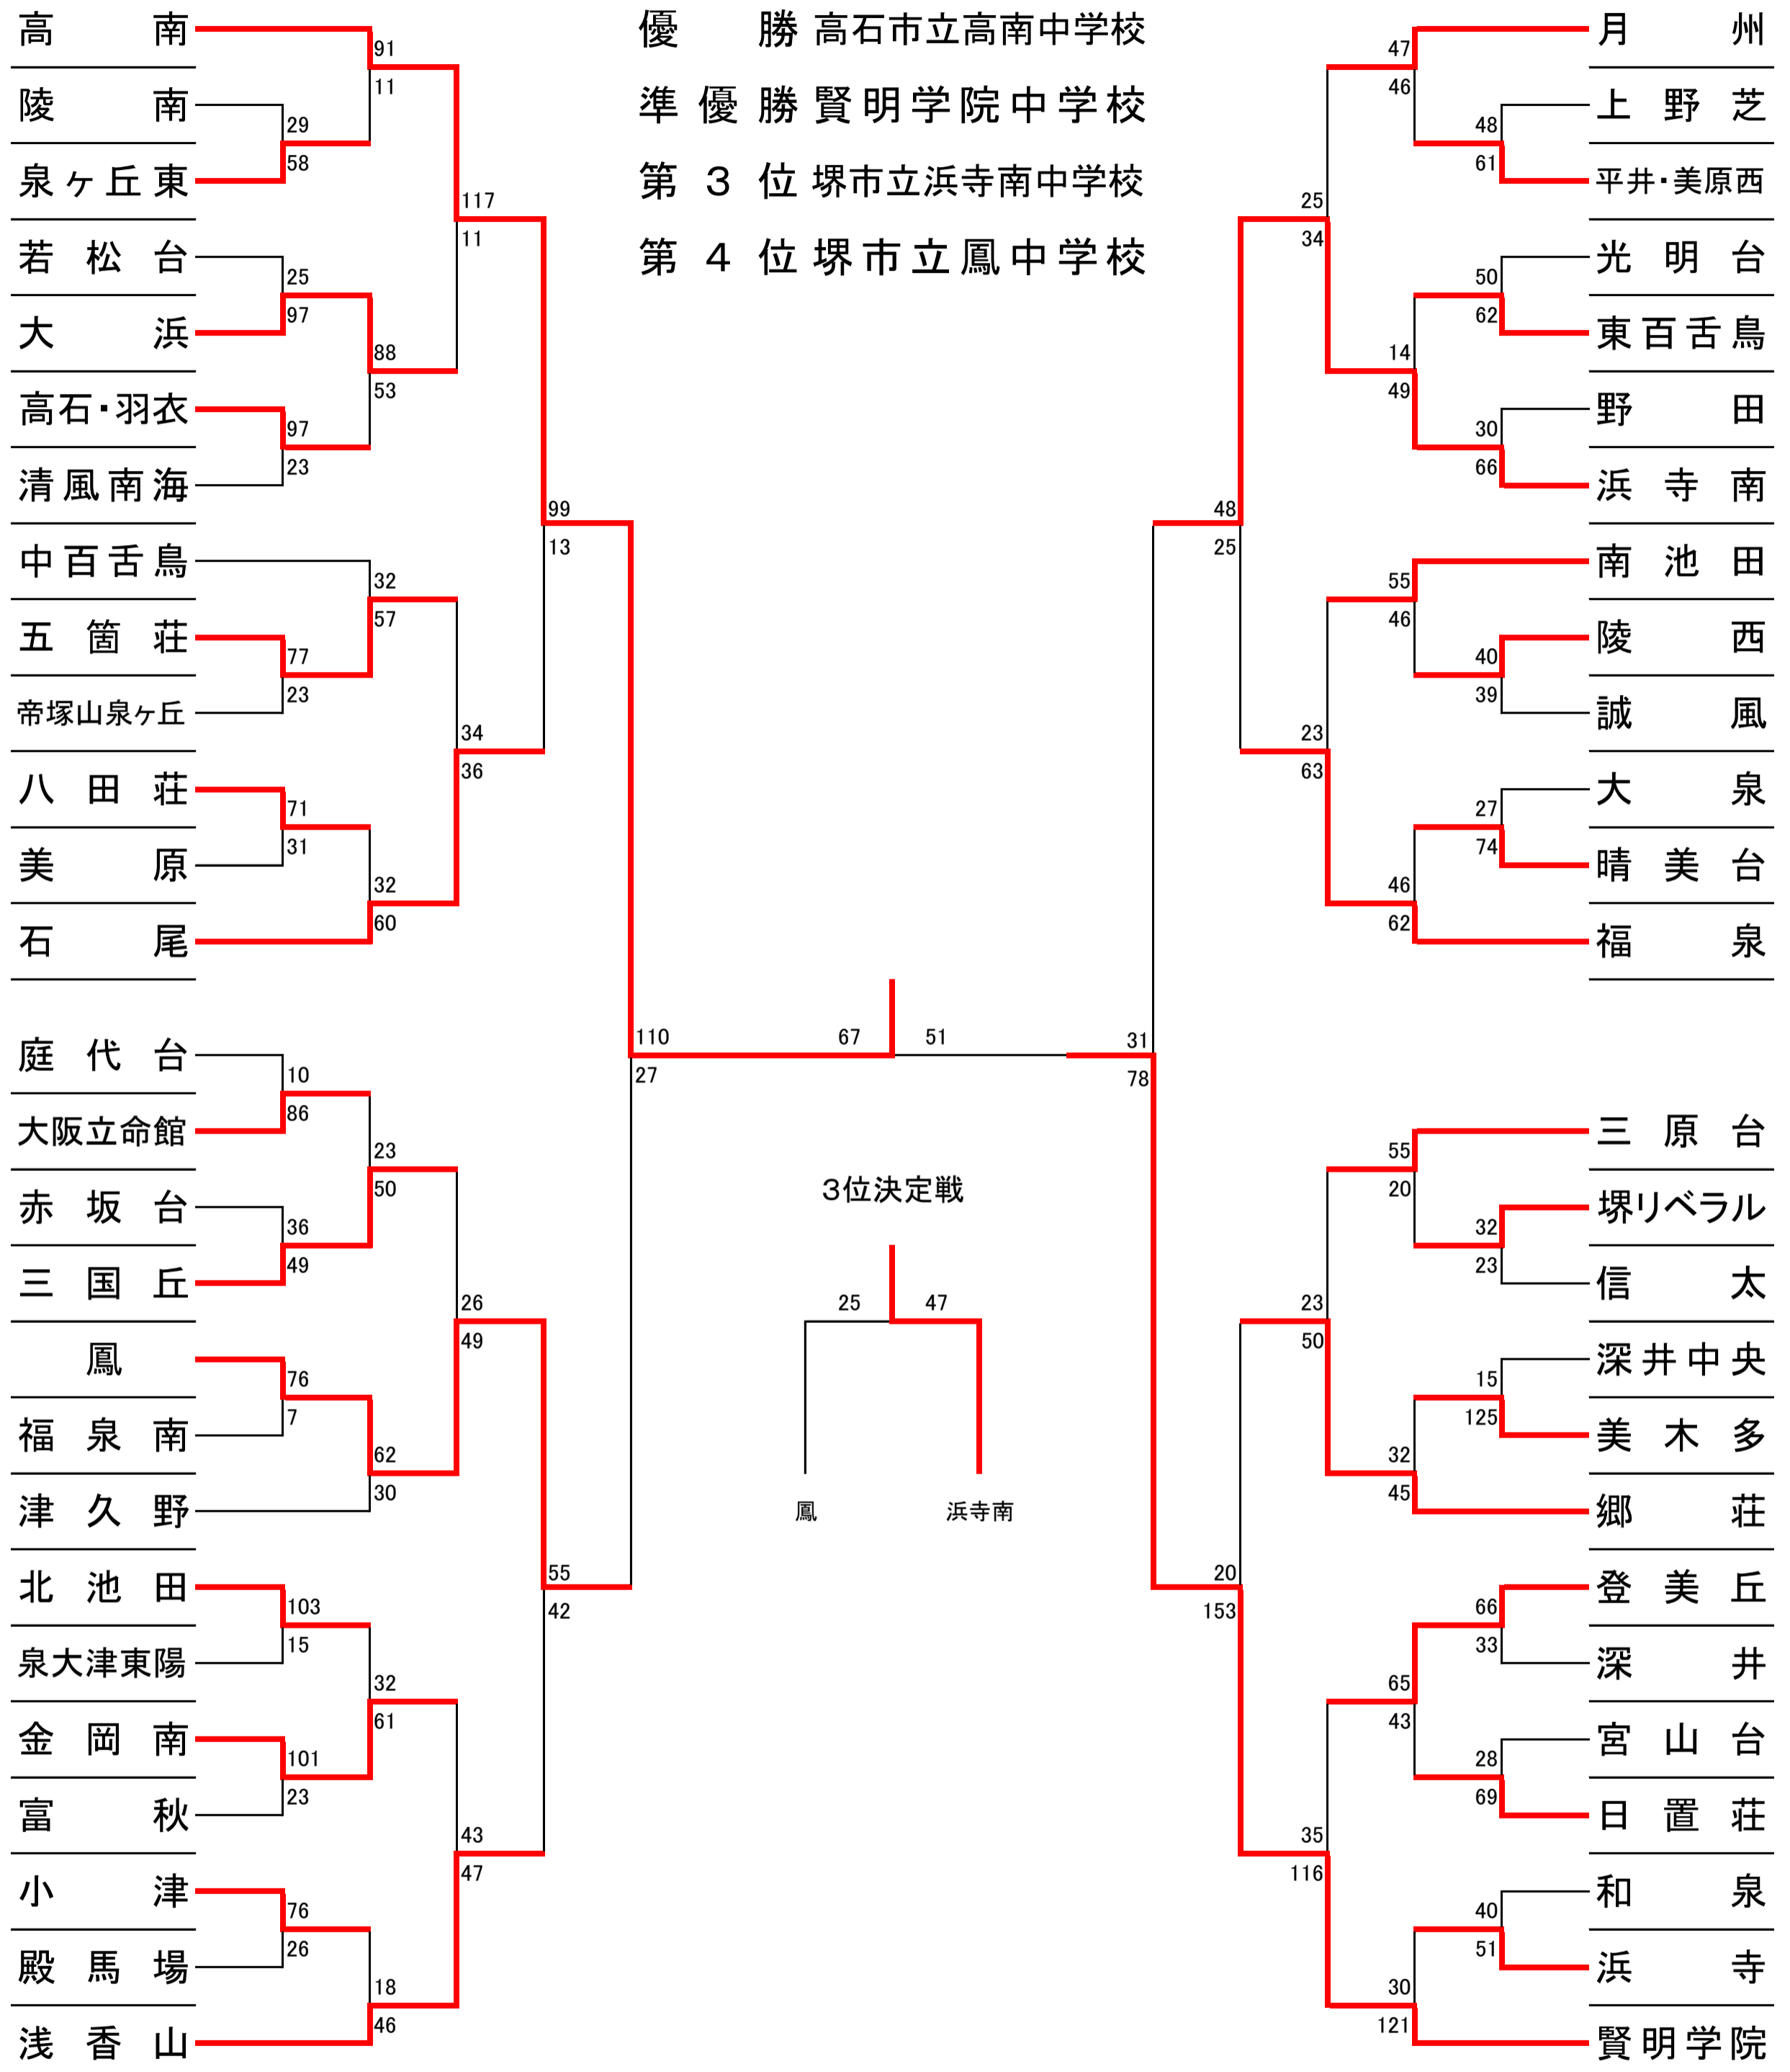 優勝 高石市立高南中学校
準優勝 賢明学院中学校
第3位 堺市立浜寺南中学校
第4位 堺市立鳳中学校
高南
91
11
陵南
29
58
泉ヶ丘東
117
11
若松台
25
97
大浜
88
53
高石・羽衣
97
23
清風南海
99
13
中百舌鳥
32
57
五箇荘
77
23
帝塚山泉ヶ丘
34
36
八田荘
71
31
美原
32
60
石尾
110
27
庭代台
10
86
大阪立命館
23
50
赤坂台
36
49
三国丘
26
49
鳳
76
7
福泉南
62
30
津久野
55
42
北池田
103
15
泉大津東陽
32
61
金岡南
101
23
富秋
43
47
小津
76
26
殿馬場
18
46
浅香山
67 51
3位決定戦
25 47
鳳 浜寺南
月州
47
46
上野芝
48
61
平井・美原西
25
34
光明台
50
62
東百舌鳥
14
49
野田
30
66
浜寺南
48
25
南池田
55
46
陵西
40
39
誠風
23
63
大泉
27
74
晴美台
46
62
福泉
31
78
三原台
55
20
堺リベラル
32
23
信太
23
50
深井中央
15
125
美木多
32
45
郷荘
20
153
登美丘
66
33
深井
65
43
宮山台
28
69
日置荘
35
116
和泉
40
51
浜寺
30
121
賢明学院